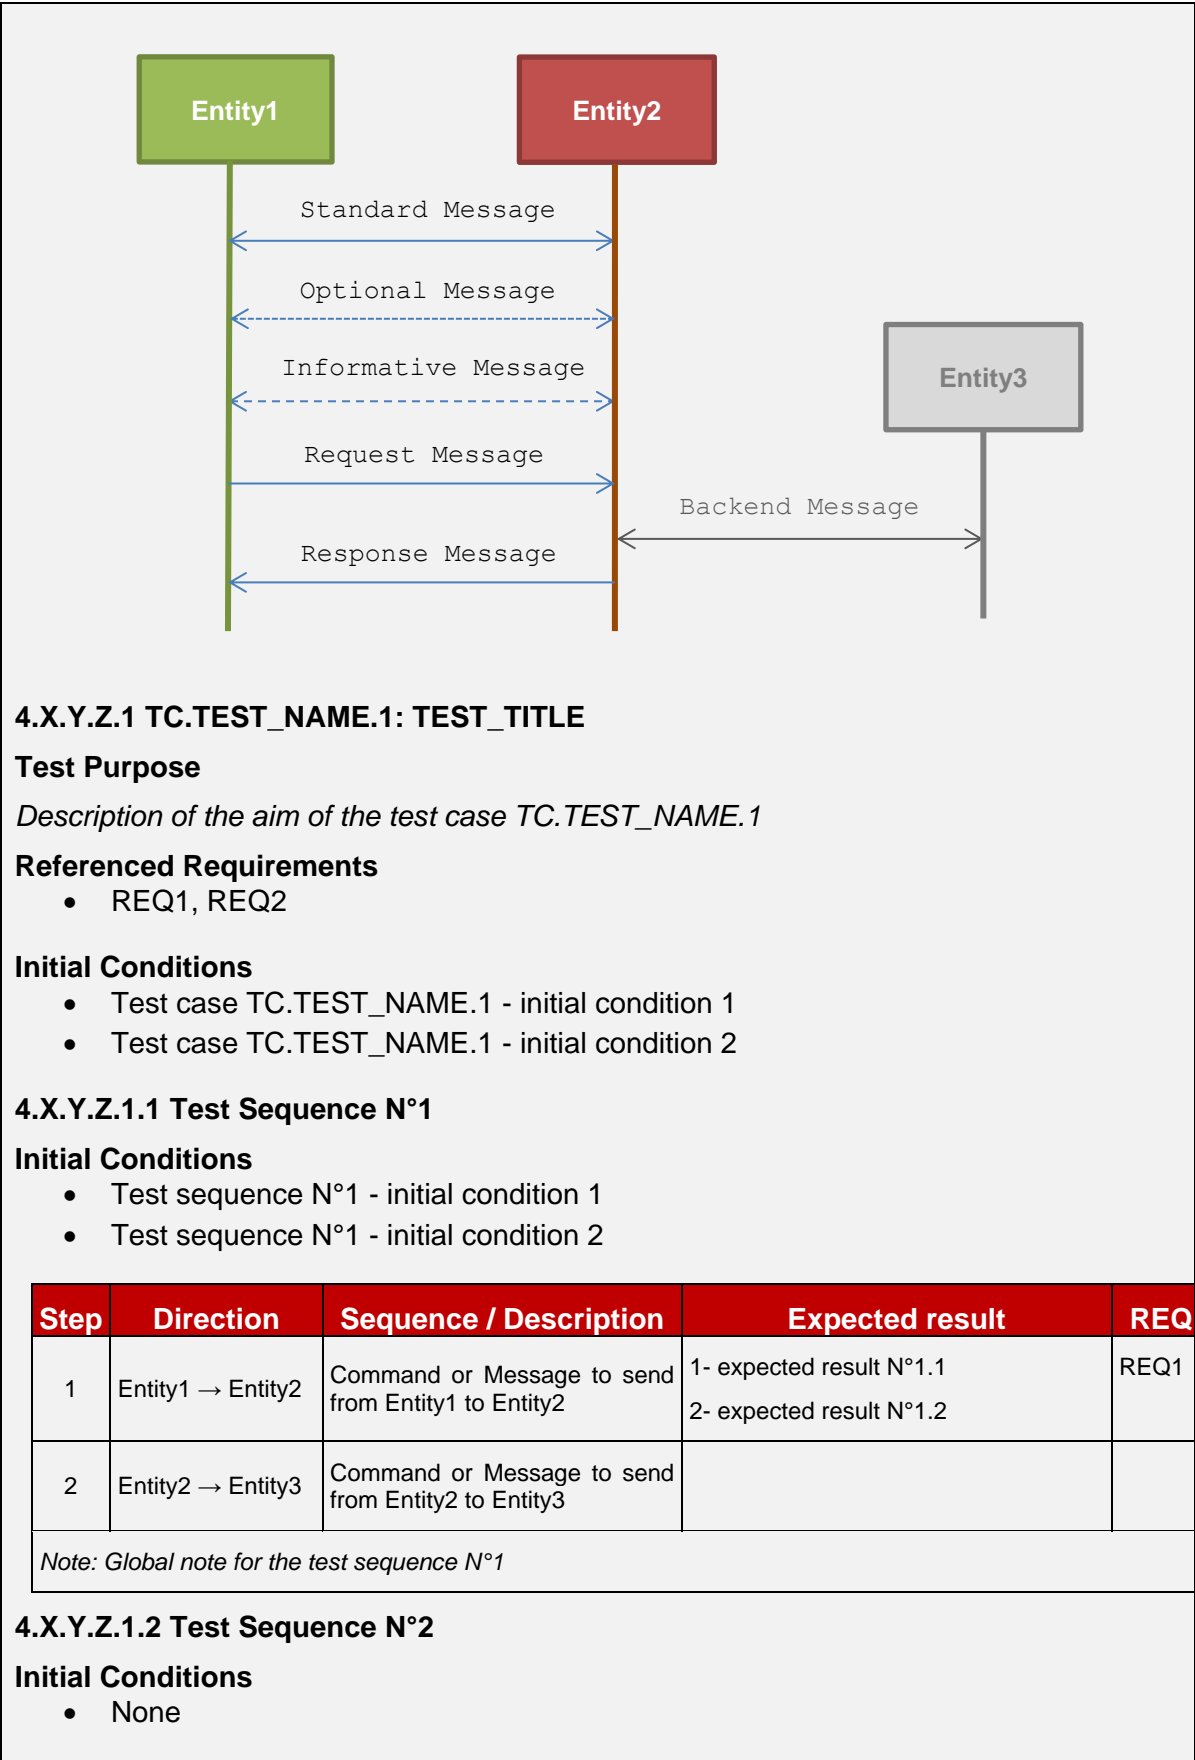 Entity1
Entity2
Standard Message
Optional Message
Informative Message
Entity3
Request Message
Backend Message
Response Message
4.X.Y.Z.1 TC.TEST_NAME.1: TEST_TITLE
Test Purpose
Description of the aim of the test case TC.TEST_NAME.1
Referenced Requirements
• REQ1, REQ2
Initial Conditions
• Test case TC.TEST_NAME.1 - initial condition 1
• Test case TC.TEST_NAME.1 - initial condition 2
4.X.Y.Z.1.1 Test Sequence N°1
Initial Conditions
• Test sequence N°1 - initial condition 1
• Test sequence N°1 - initial condition 2
Step Direction Sequence / Description Expected result REQ
1 Entity1 → Entity2 Command or Message to send
from Entity1 to Entity2
1- expected result N°1.1
2- expected result N°1.2
REQ1
2 Entity2 → Entity3 Command or Message to send
from Entity2 to Entity3
Note: Global note for the test sequence N°1
4.X.Y.Z.1.2 Test Sequence N°2
Initial Conditions
• None